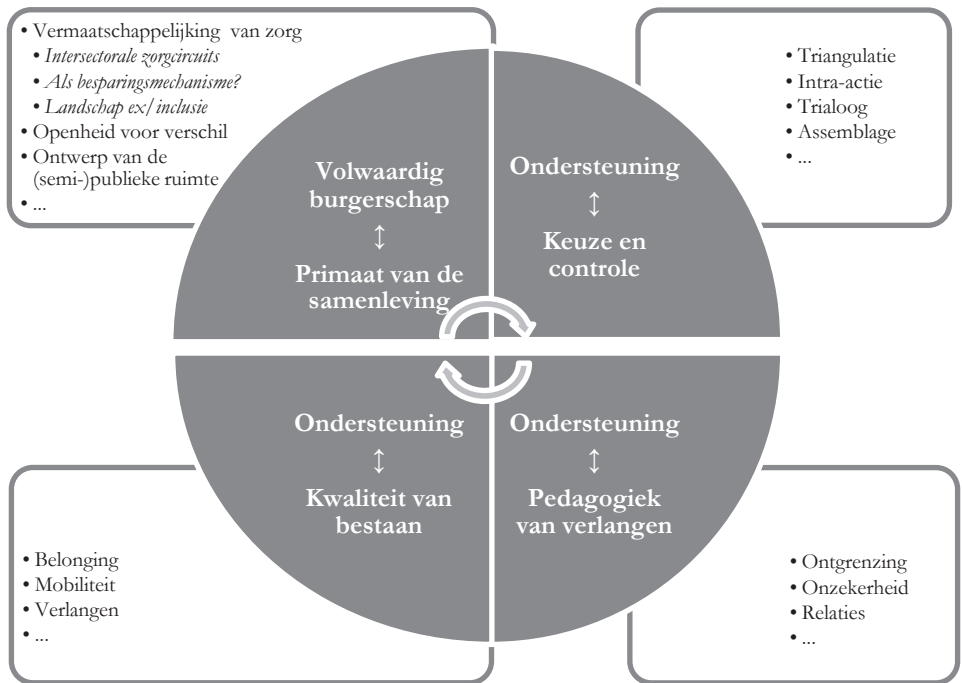 • Vermaatschappelijking van zorg
• Intersectorale zorgcircuits
• Als besparingsmechanisme?
• Landschap ex/inclusie
• Openheid voor verschil
• Ontwerp van de
(semi-)publieke ruimte
• ...
• Triangulatie
• Intra-actie
• Trialoog
• Assemblage
• ...
Volwaardig
burgerschap
↕
Primaat van de
samenleving
Ondersteuning
↕
Keuze en
controle
Ondersteuning
↕
Kwaliteit van
bestaan
Ondersteuning
↕
Pedagogiek
van verlangen
• Belonging
• Mobiliteit
• Verlangen
• ...
• Ontgrenzing
• Onzekerheid
• Relaties
• ...